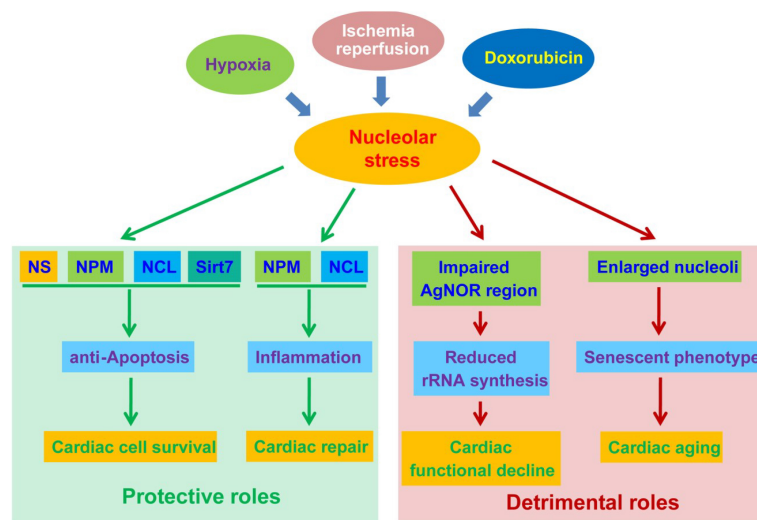 Ischemia
reperfusion
Hypoxia
Doxorubicin
Nucleolar
stress
NS
NPM
NCL
Sirt7
NPM
NCL
Impaired
AgNOR region
Enlarged nucleoli
anti-Apoptosis
Inflammation
Reduced
rRNA synthesis
Senescent phenotype
Cardiac cell survival
Cardiac repair
Cardiac
functional decline
Cardiac aging
Protective roles
Detrimental roles